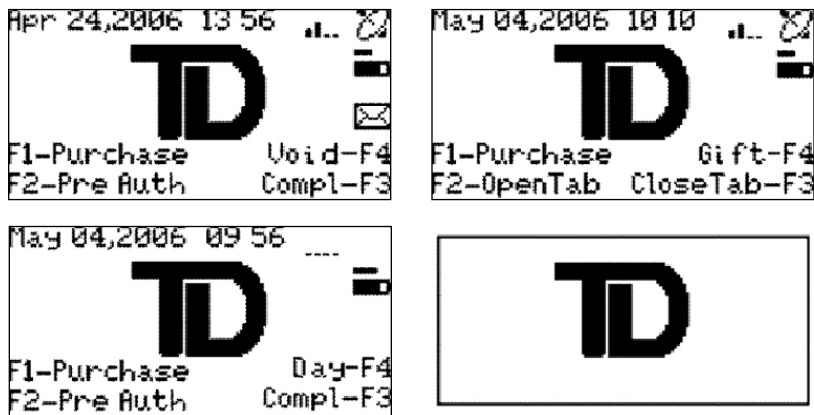 Apr 24,2006 13 56
TD
F1-Purchase Void-F4
F2-Pre Auth Compl-F3
May 04,2006 10 10
TD
F1-Purchase Gift-F4
F2-OpenTab CloseTab-F3
May 04,2006 09 56
TD
F1-Purchase Day-F4
F2-Pre Auth Compl-F3
TD